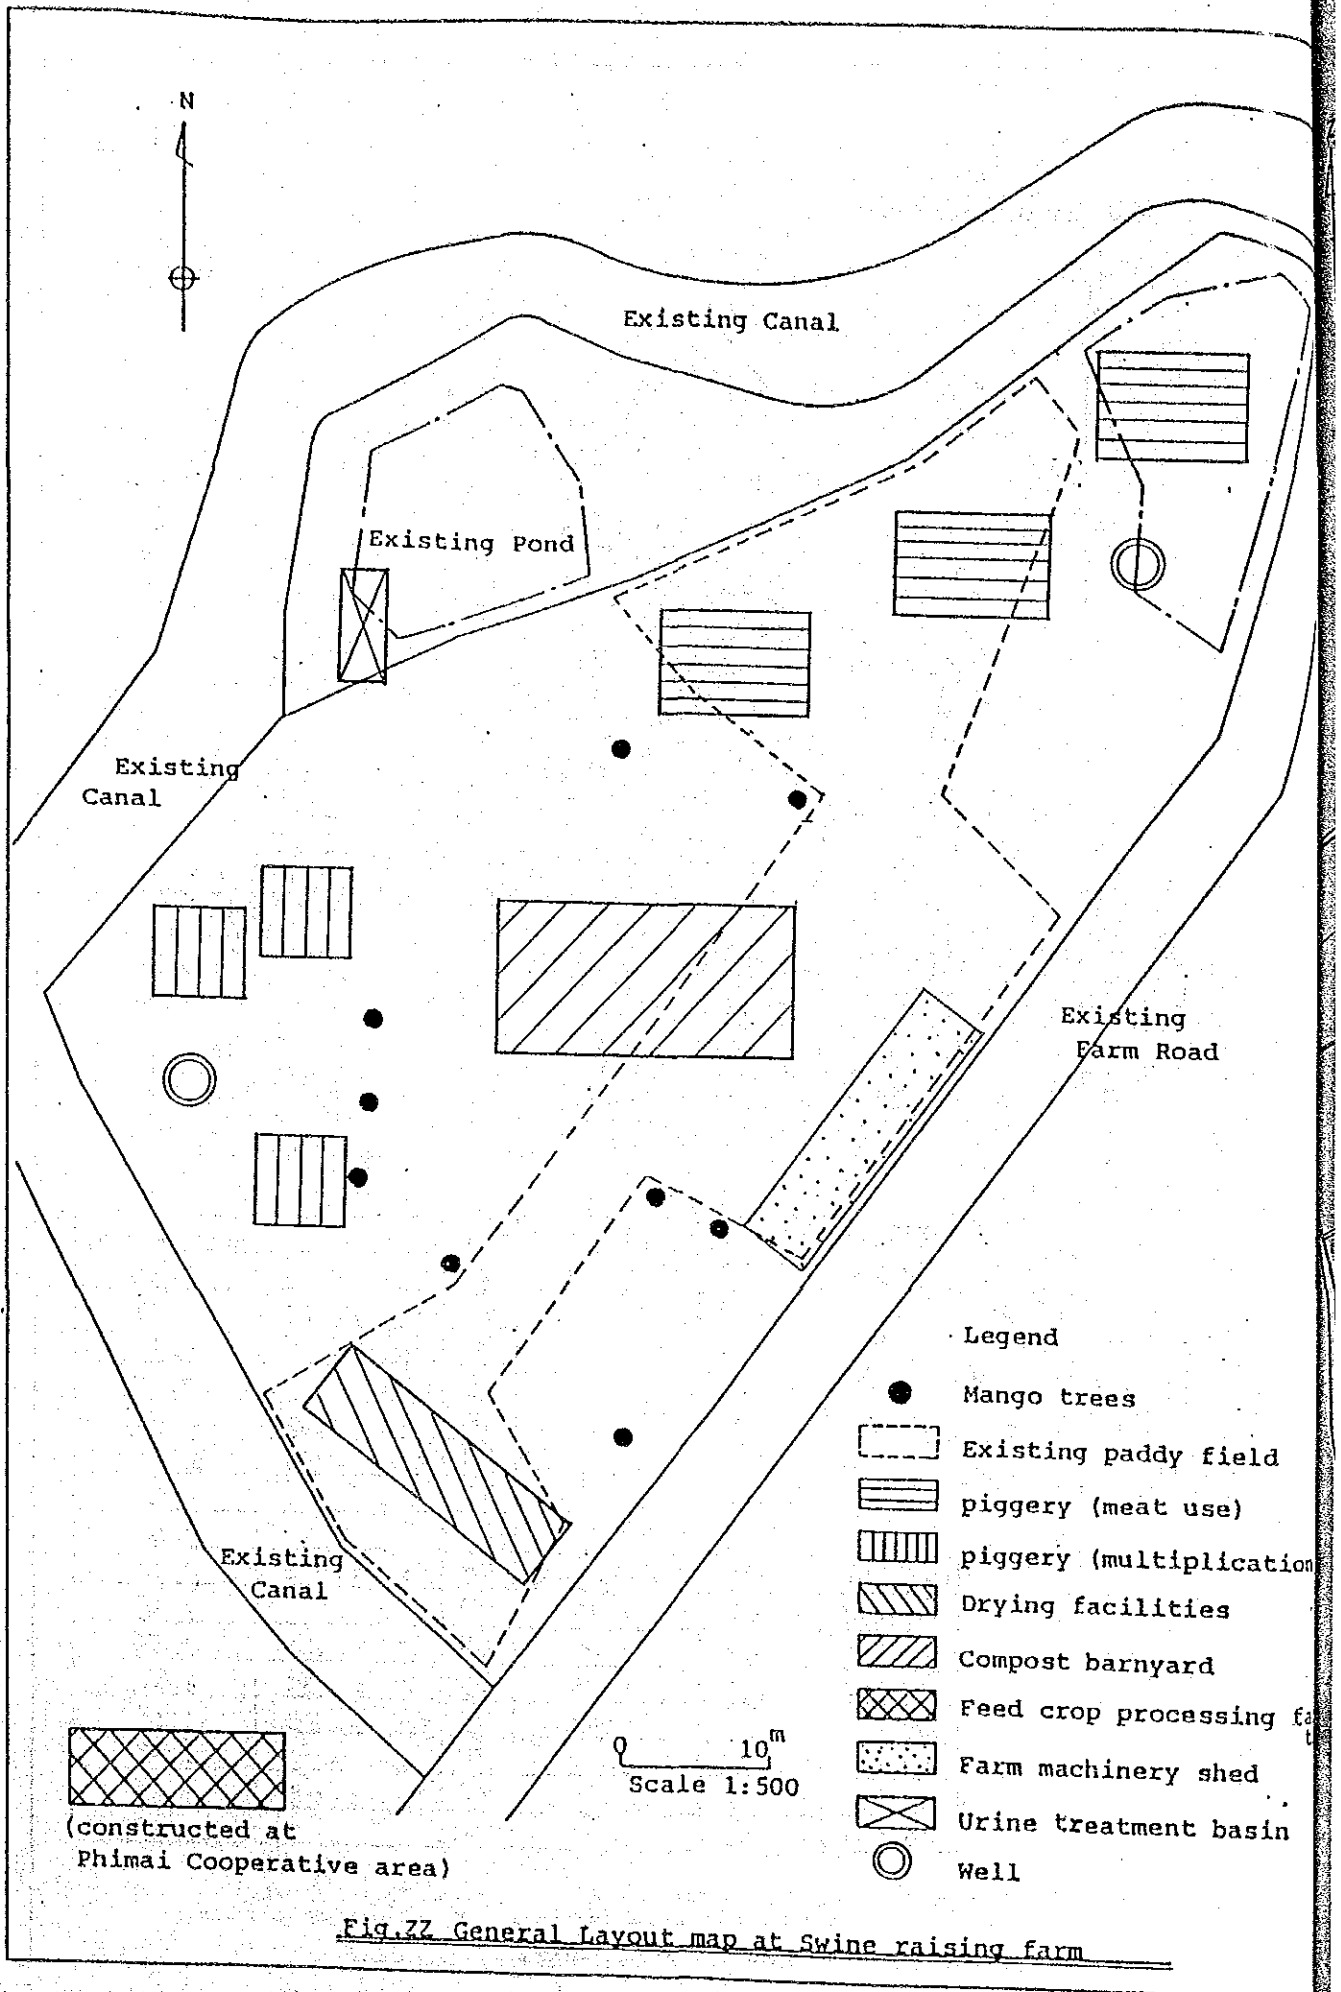 N
Existing Canal
Existing Pond
Existing
Canal
Existing
Farm Road
Existing
Canal
Legend
Mango trees
Existing paddy field
piggery (meat use)
piggery (multiplication
Drying facilities
Compost barnyard
Feed crop processing
Farm machinery shed
Urine treatment basin
Well
0 10m
Scale 1:500
(constructed at
Phimai Cooperative area)
Fig.ZZ General Layout map at Swine raising farm